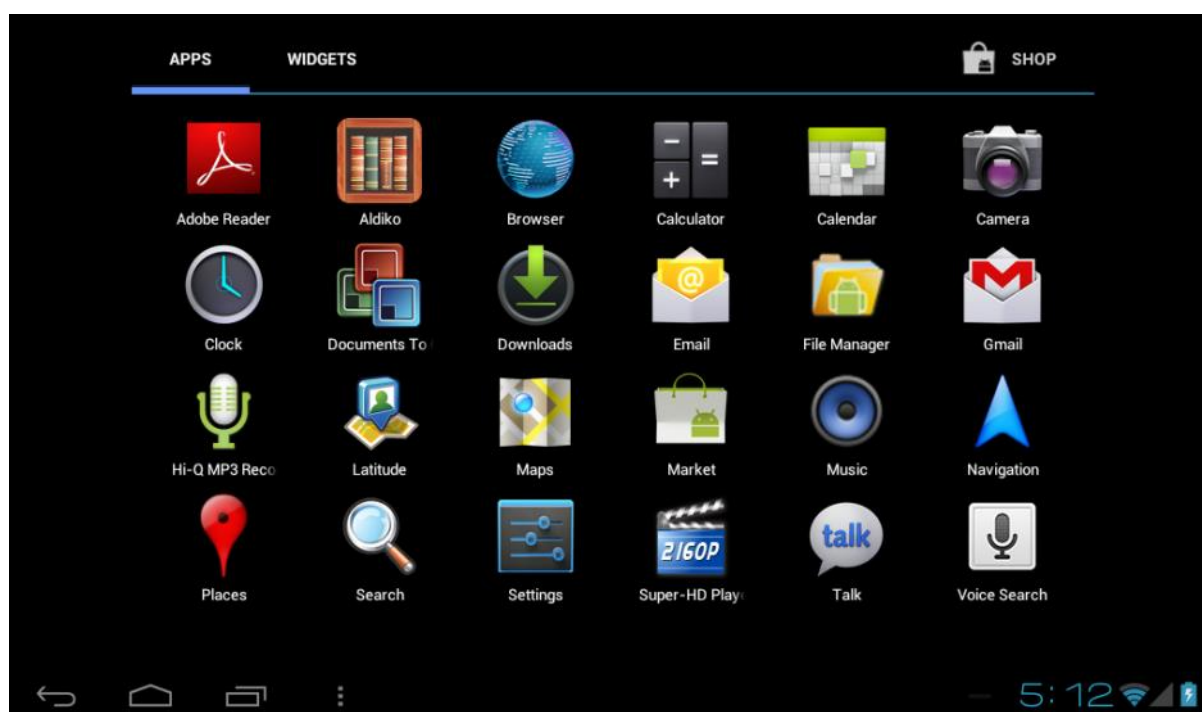 APPS WIDGETS SHOP
Adobe Reader Aldiko Browser Calculator Calendar Camera
Clock Documents To Downloads Email File Manager Gmail
Hi-Q MP3 Reco Latitude Maps Market Music Navigation
2160P talk
Places Search Settings Super-HD Play Talk Voice Search
5:12